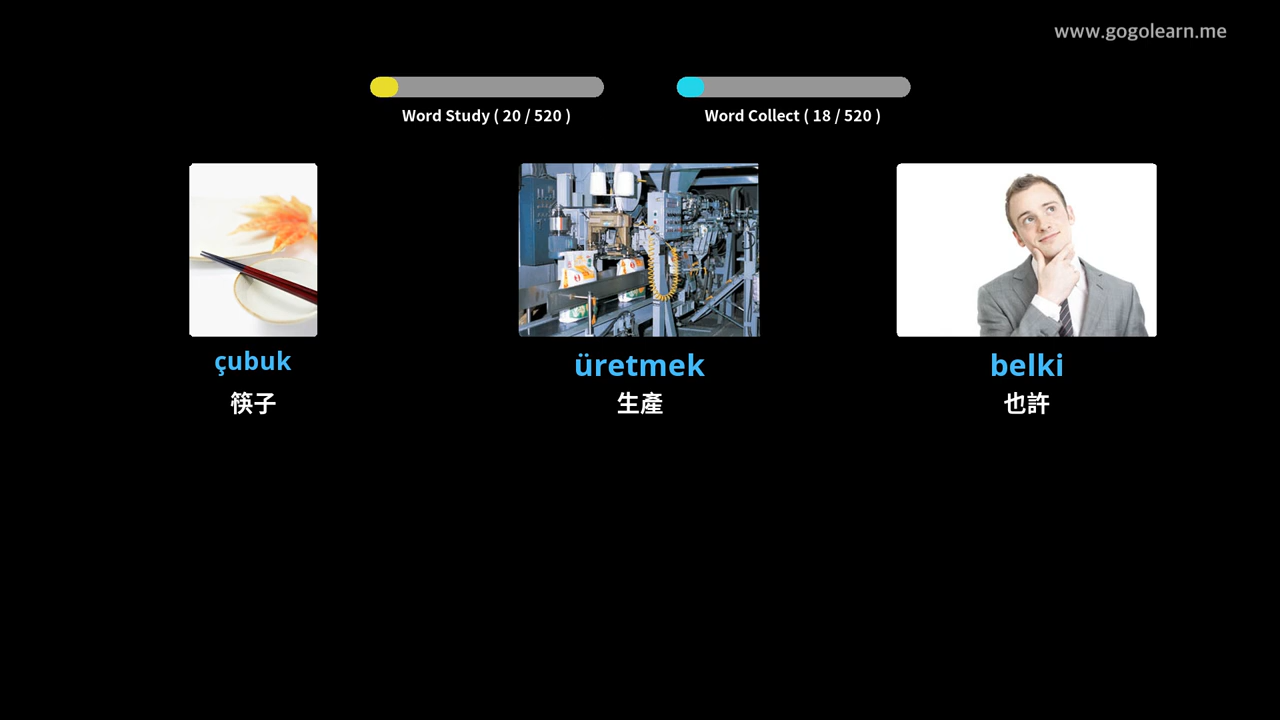 www.gogolearn.me
Word Study ( 20 / 520 )
Word Collect ( 18 / 520 )
çubuk
筷子
üretmek
生產
belki
也許